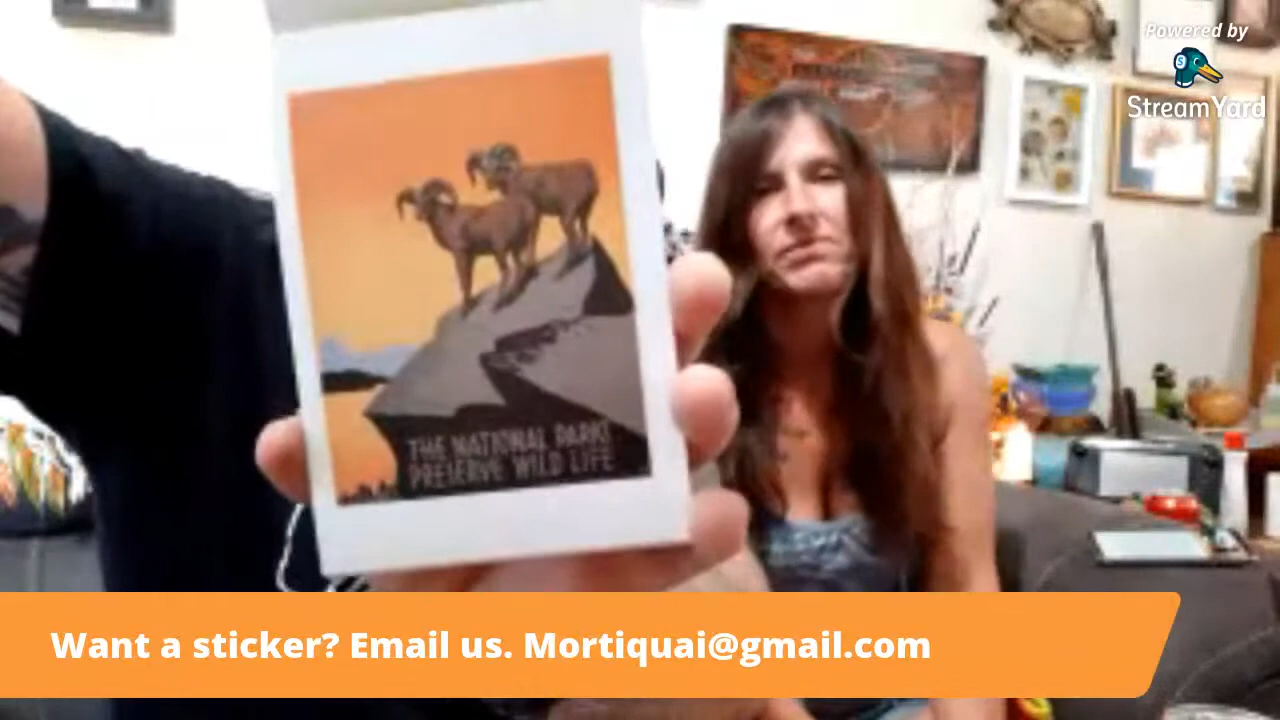 Powered by
StreamYard
THE NATIONAL PARKS
PRESERVE WILD LIFE
Want a sticker? Email us. Mortiquai@gmail.com